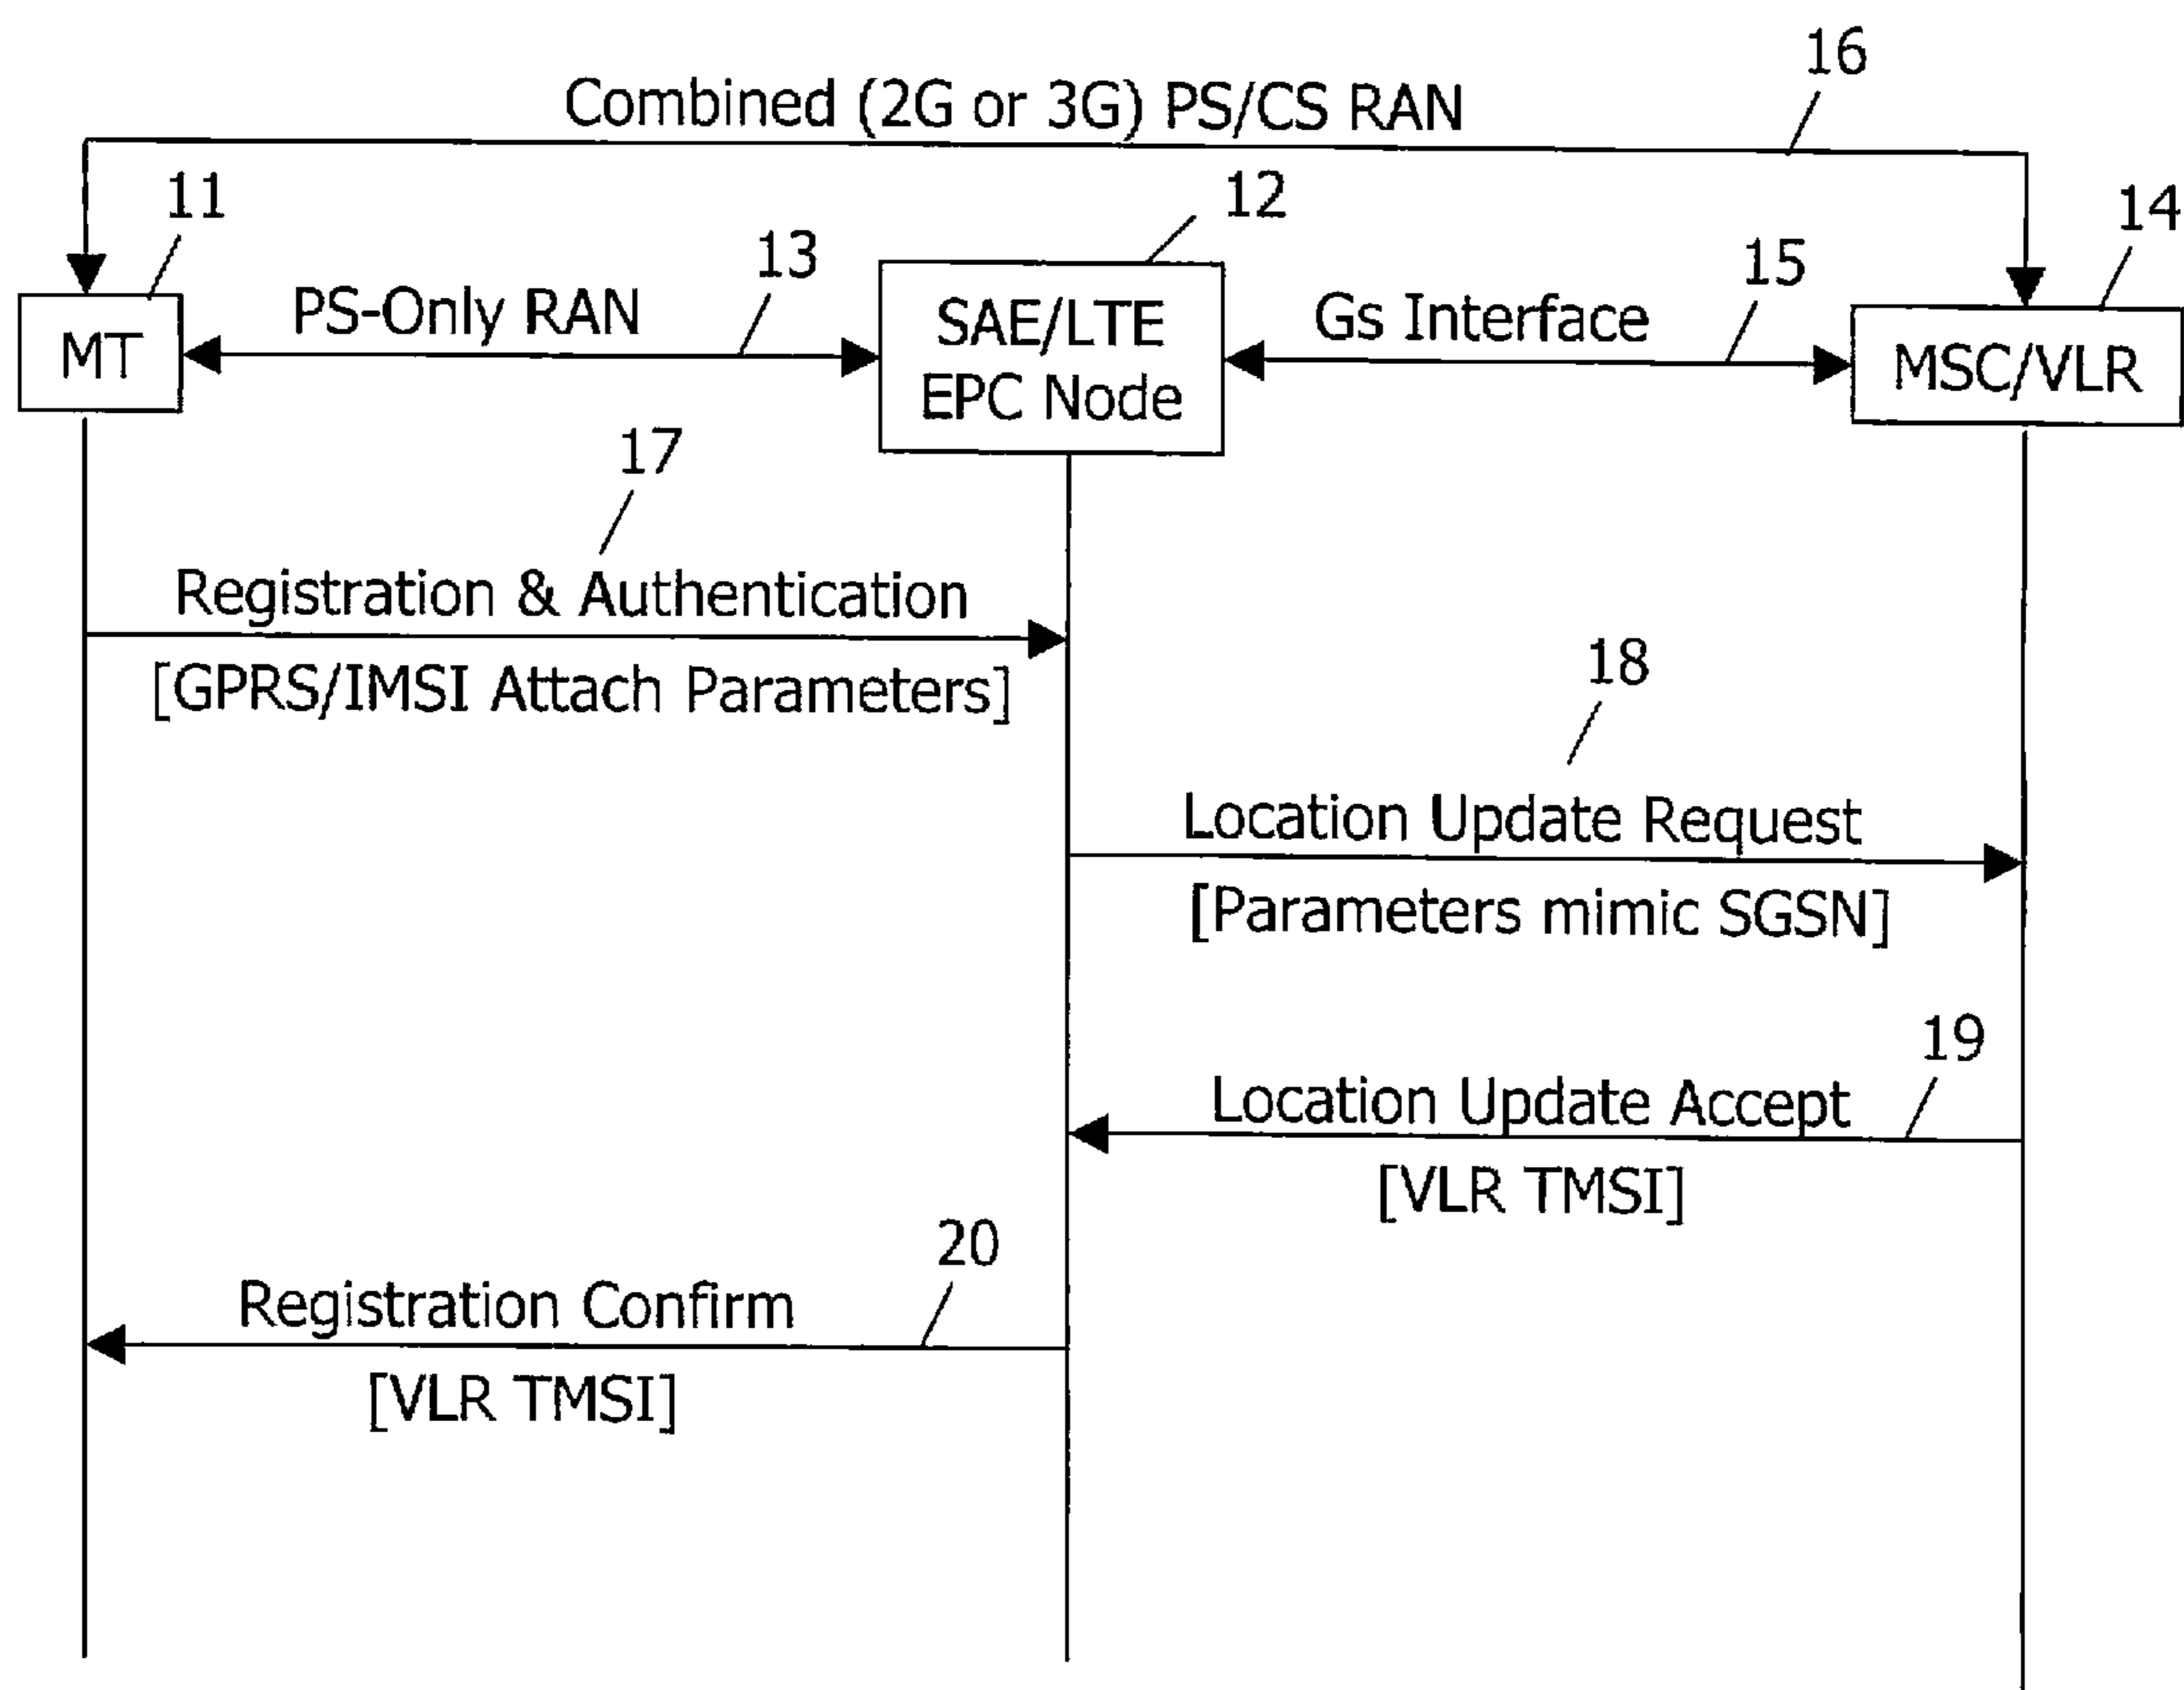 16
Combined (2G or 3G) PS/CS RAN
11
12
14
13
15
PS-Only RAN
Gs Interface
MT
SAE/LTE
EPC Node
MSC/VLR
17
Registration & Authentication
[GPRS/IMSI Attach Parameters]
18
Location Update Request
[Parameters mimic SGSN]
19
Location Update Accept
[VLR TMSI]
20
Registration Confirm
[VLR TMSI]